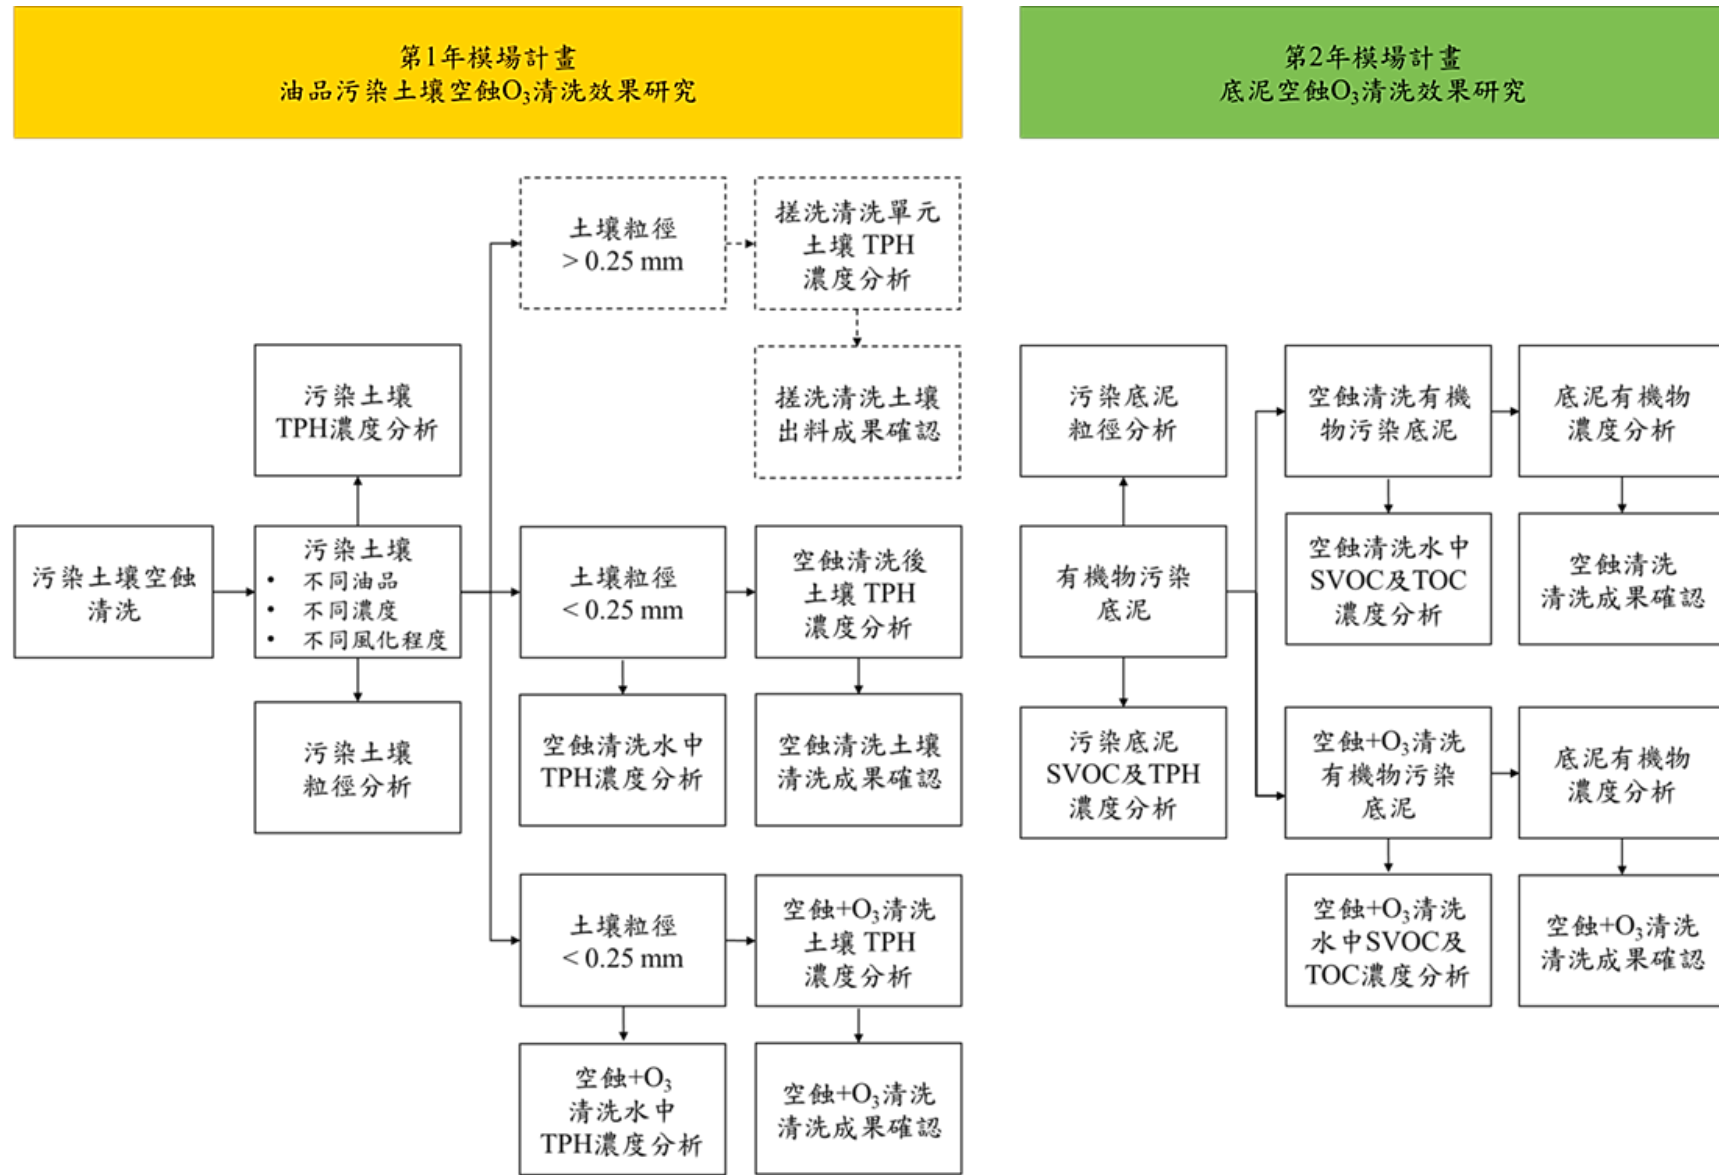 第1年模場計畫
油品污染土壤空蝕O₃清洗效果研究
第2年模場計畫
底泥空蝕O₃清洗效果研究
土壤粒徑
> 0.25 mm
搓洗清洗單元
土壤 TPH
濃度分析
搓洗清洗土壤
出料成果確認
污染土壤
TPH濃度分析
污染土壤空蝕
清洗
污染土壤
• 不同油品
• 不同濃度
• 不同風化程度
污染土壤
粒徑分析
土壤粒徑
< 0.25 mm
空蝕清洗後
土壤 TPH
濃度分析
空蝕清洗水中
TPH濃度分析
空蝕清洗土壤
清洗成果確認
土壤粒徑
< 0.25 mm
空蝕+O₃清洗
土壤 TPH
濃度分析
空蝕+O₃
清洗水中
TPH濃度分析
空蝕+O₃清洗
清洗成果確認
污染底泥
粒徑分析
有機物污染
底泥
污染底泥
SVOC及TPH
濃度分析
空蝕清洗有機
物污染底泥
底泥有機物
濃度分析
空蝕清洗水中
SVOC及TOC
濃度分析
空蝕清洗
清洗成果確認
空蝕+O₃清洗
有機物污染
底泥
底泥有機物
濃度分析
空蝕+O₃清洗
水中SVOC及
TOC濃度分析
空蝕+O₃清洗
清洗成果確認